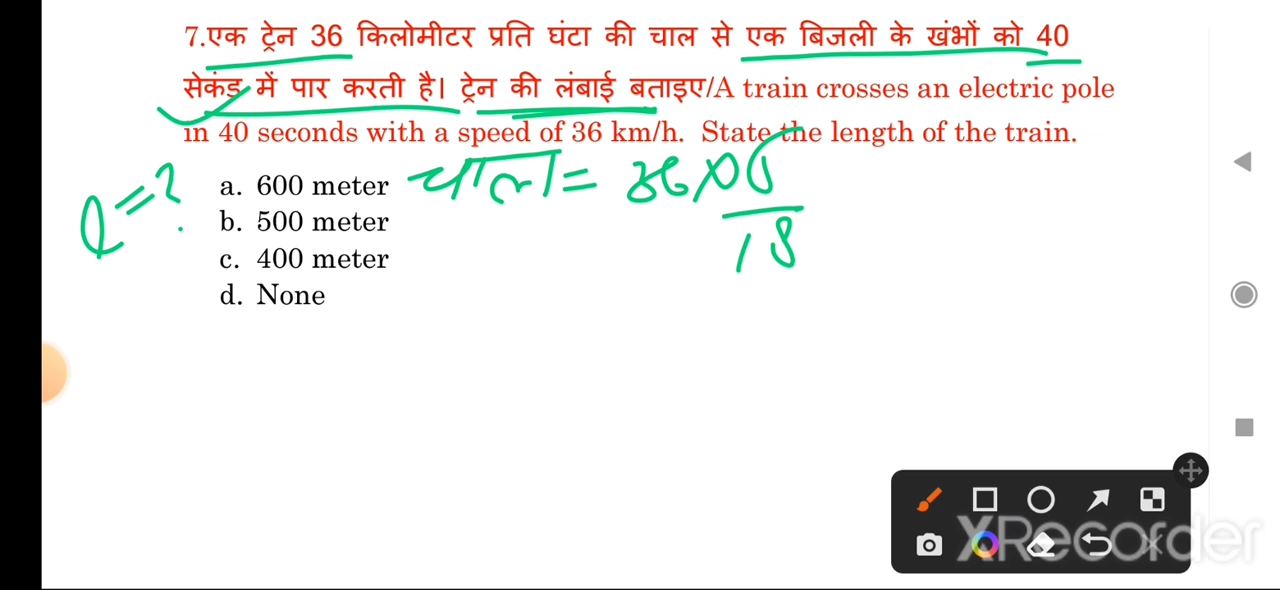 7.एक ट्रेन 36 किलोमीटर प्रति घंटा की चाल से एक बिजली के खंभों को 40
सेकंड में पार करती है। ट्रेन की लंबाई बताइए/A train crosses an electric pole
in 40 seconds with a speed of 36 km/h. State the length of the train.
l=?
a. 600 meter
चाल = 36×5
18
b. 500 meter
c. 400 meter
d. None
XRecorder